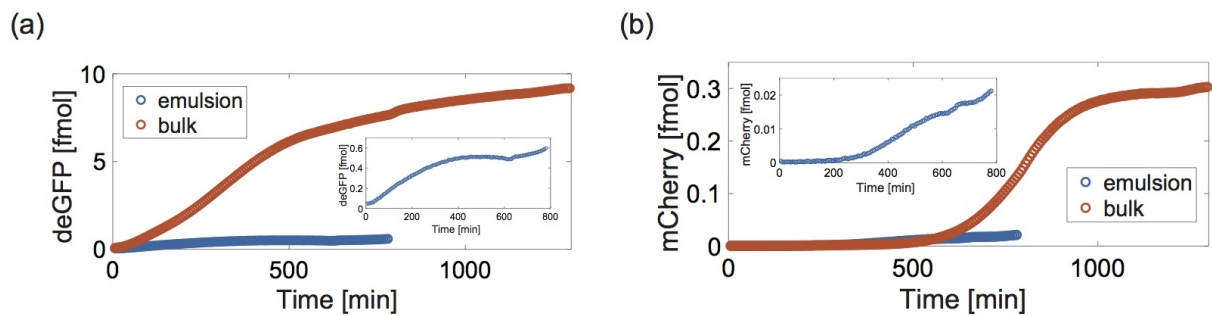 (a)
deGFP [fmol]
10
5
0
emulsion
bulk
0 500 1000
Time [min]
deGFP [fmol]
0.6
0.4
0.2
0
0 200 400 600 800
Time [min]
(b)
mCherry [fmol]
0.3
0.2
0.1
0
0 500 1000
Time [min]
mCherry [fmol]
0.02
0.01
0
0 200 400 600 800
Time [min]
emulsion
bulk